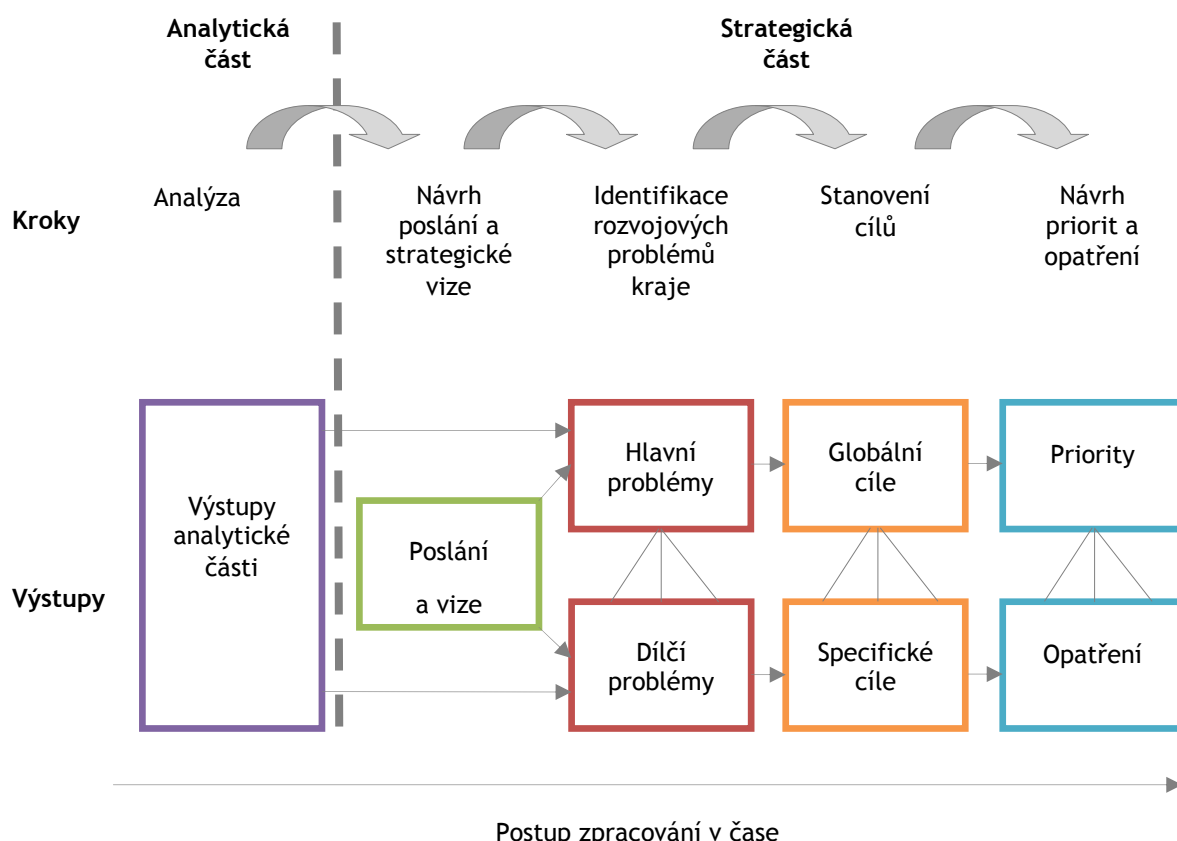 Analytická
část
Strategická
část
Kroky
Analýza
Návrh
poslání a
strategické
vize
Identifikace
rozvojových
problémů
kraje
Stanovení
cílů
Návrh
priorit a
opatření
Výstupy
Výstupy
analytické
části
Poslání
a vize
Hlavní
problémy
Globální
cíle
Priority
Dílčí
problémy
Specifické
cíle
Opatření
Postup zpracování v čase